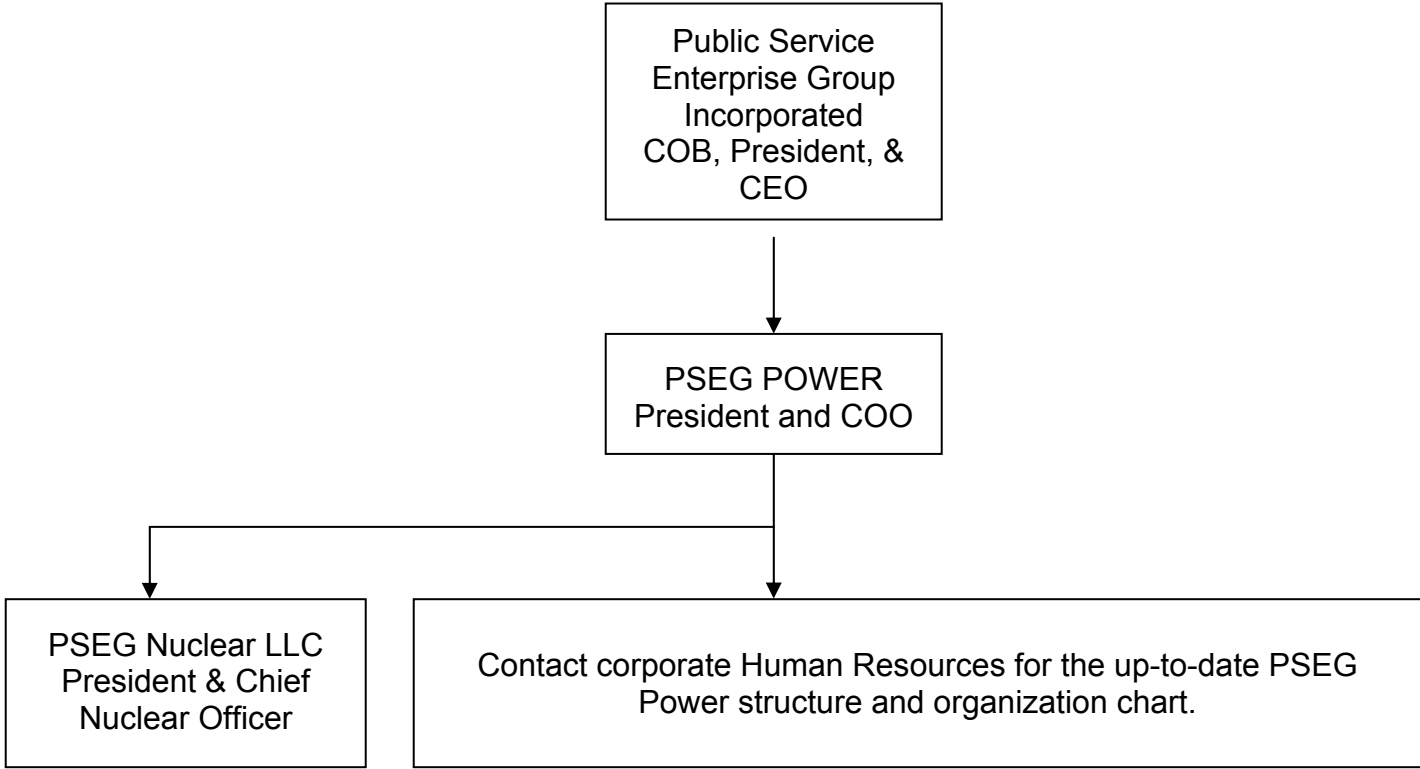 Public Service
Enterprise Group
Incorporated
COB, President, &
CEO
PSEG POWER
President and COO
PSEG Nuclear LLC
President & Chief
Nuclear Officer
Contact corporate Human Resources for the up-to-date PSEG
Power structure and organization chart.